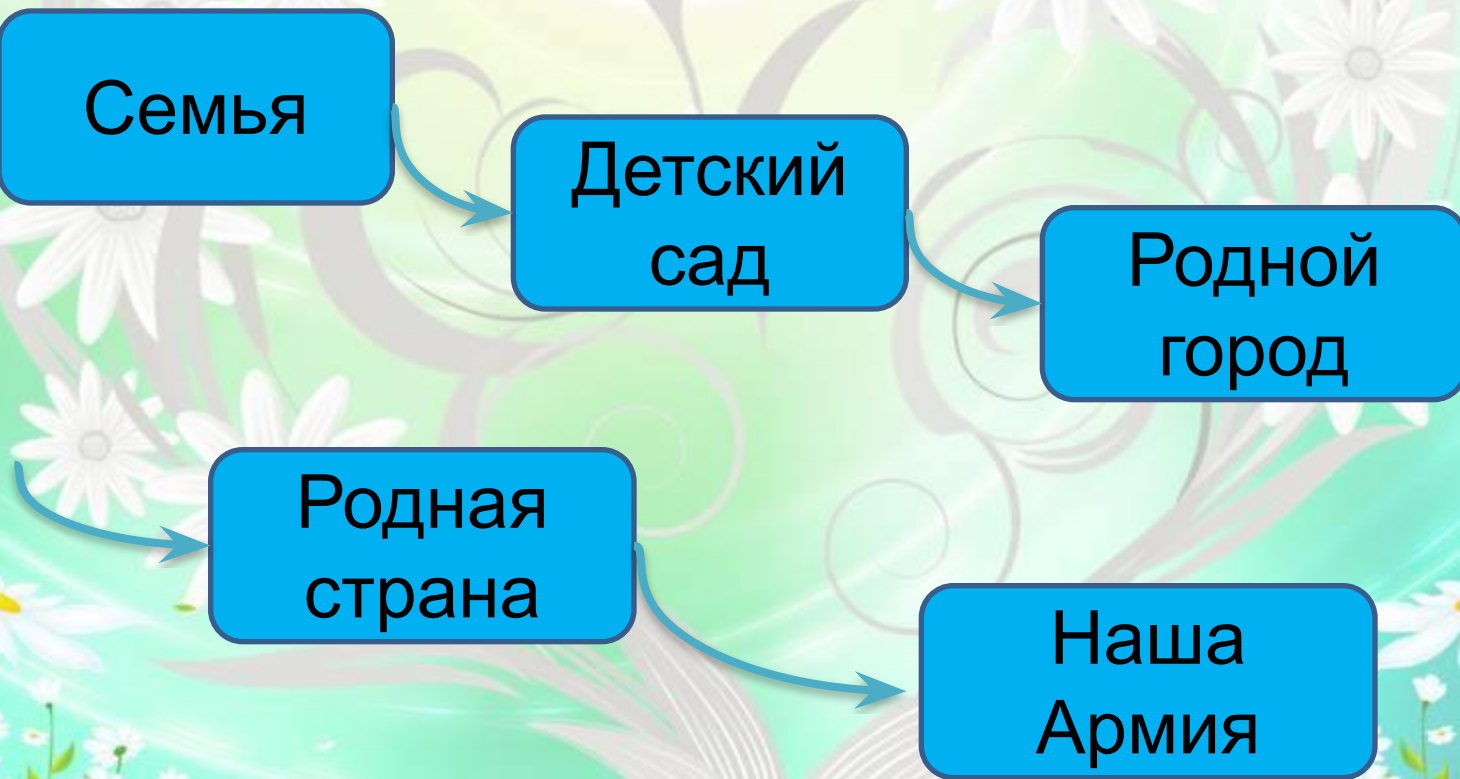 Семья
Детский
сад
Родной
город
Родная
страна
Наша
Армия